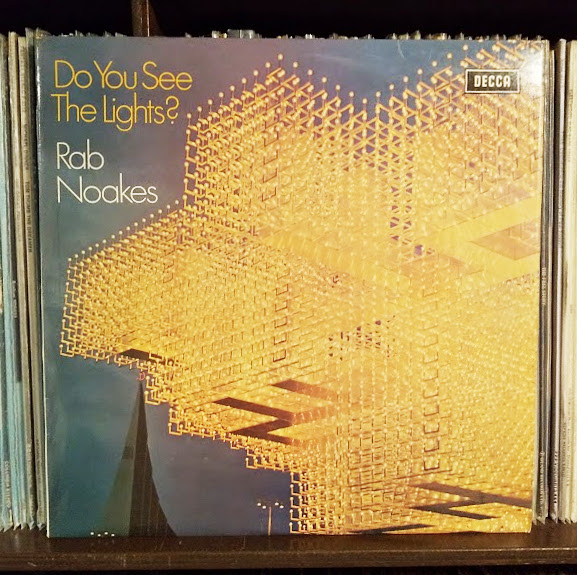 Do You See
The Lights?
Rab
Noakes
DECCA